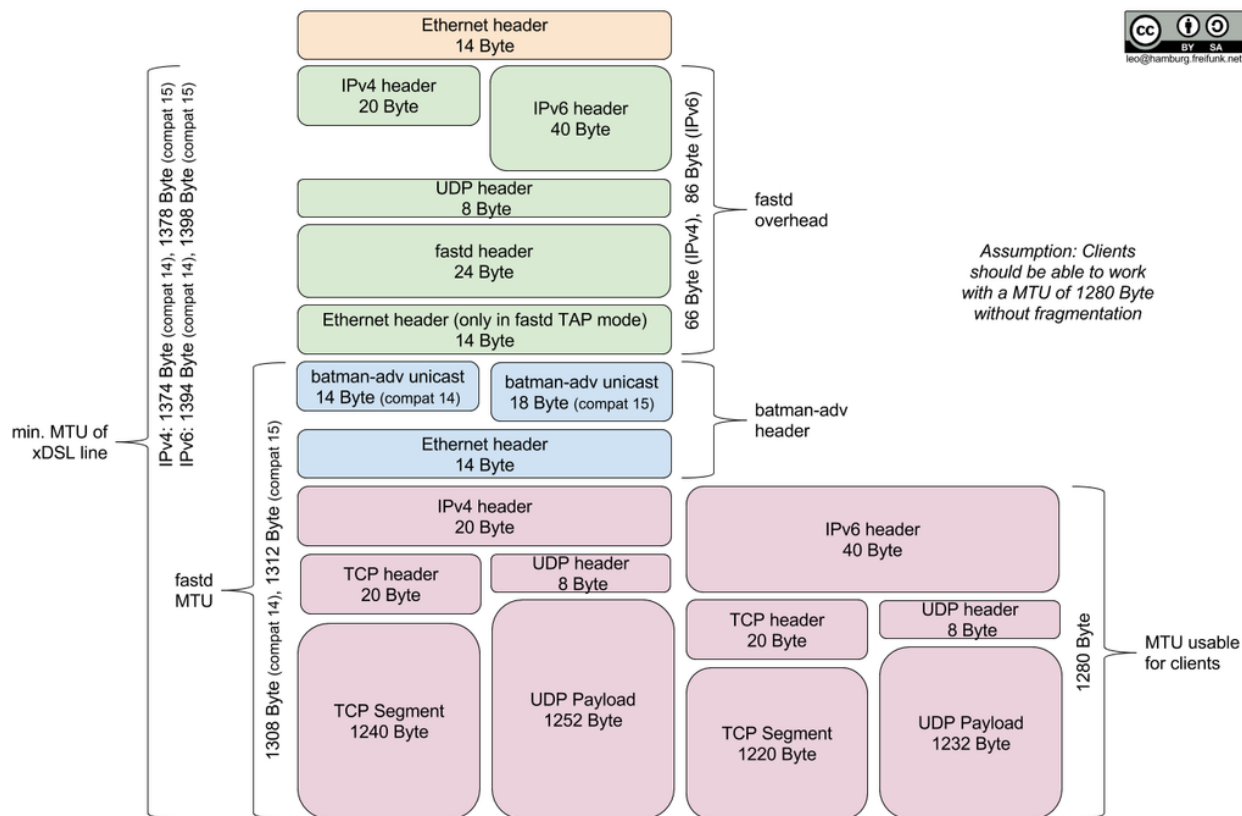 Ethernet header
14 Byte
cc
BY SA
leo@hamburg.freifunk.net
IPv4 header
20 Byte
IPv6 header
40 Byte
UDP header
8 Byte
fastd header
24 Byte
Ethernet header (only in fastd TAP mode)
14 Byte
66 Byte (IPv4), 86 Byte (IPv6)
fastd
overhead
Assumption: Clients
should be able to work
with a MTU of 1280 Byte
without fragmentation
min. MTU of
xDSL line
IPv4: 1374 Byte (compat 14), 1378 Byte (compat 15)
IPv6: 1394 Byte (compat 14), 1398 Byte (compat 15)
batman-adv unicast
14 Byte (compat 14)
batman-adv unicast
18 Byte (compat 15)
Ethernet header
14 Byte
batman-adv
header
fastd
MTU
1308 Byte (compat 14), 1312 Byte (compat 15)
IPv4 header
20 Byte
TCP header
20 Byte
UDP header
8 Byte
TCP Segment
1240 Byte
UDP Payload
1252 Byte
IPv6 header
40 Byte
TCP header
20 Byte
UDP header
8 Byte
TCP Segment
1220 Byte
UDP Payload
1232 Byte
1280 Byte
MTU usable
for clients